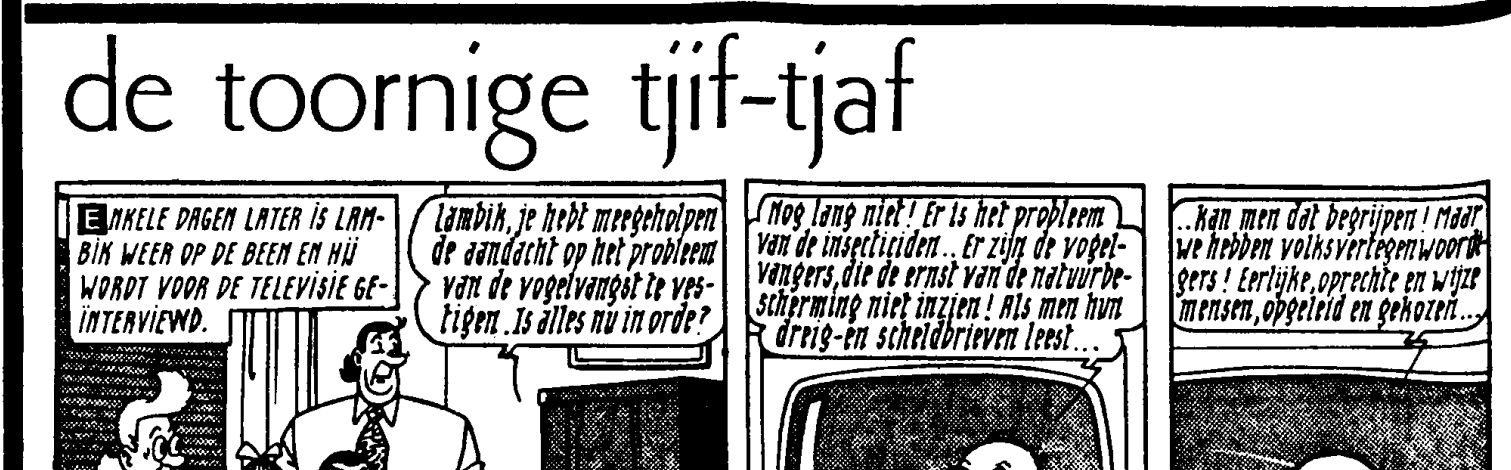 de toornige tjif-tjaf
ENKELE DAGEN LATER IS LAM-
BIK WEER OP DE BEEN EN HIJ
WORDT VOOR DE TELEVISIE GE-
ÏNTERVIEWD.
Lambik, je hebt meegeholpen
de aandacht op het probleem
van de vogelvangst te ves-
tigen. Is alles nu in orde?
Nog lang niet! Er is het probleem
van de insecticiden.. Er zijn de vogel-
vangers, die de ernst van de natuurbe-
scherming niet inzien! Als men hun
dreig-en scheldbrieven leest...
..kan men dat begrijpen! Maar
we hebben volksvertegenwoordi-
gers! Eerlijke, oprechte en wijze
mensen, opgeleid en gekozen...